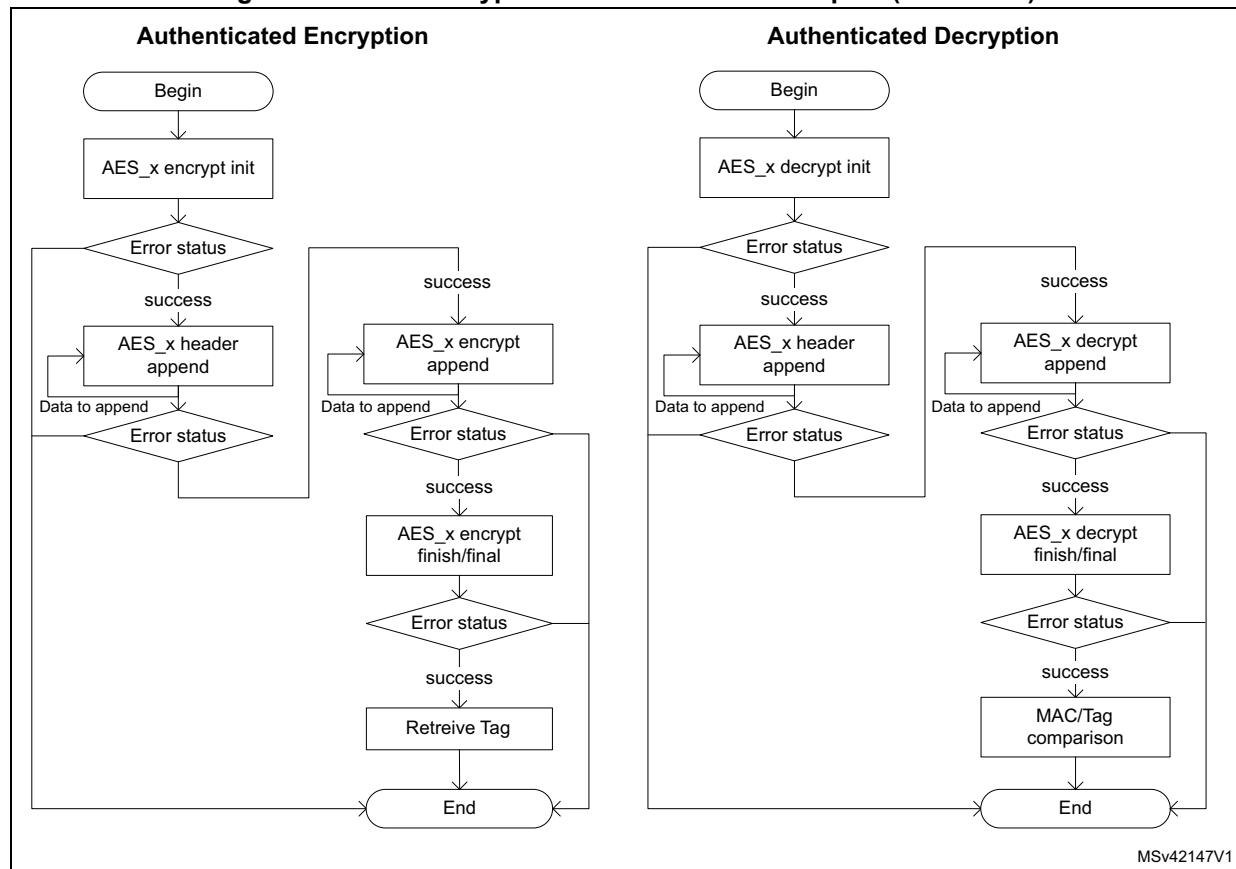 Authenticated Encryption
Begin
AES_x encrypt init
Error status
success
AES_x header
append
Data to append
Error status
success
AES_x encrypt
append
Data to append
Error status
success
AES_x encrypt
finish/final
Error status
success
Retreive Tag
End
Authenticated Decryption
Begin
AES_x decrypt init
Error status
success
AES_x header
append
Data to append
Error status
success
AES_x decrypt
append
Data to append
Error status
success
AES_x decrypt
finish/final
Error status
success
MAC/Tag
comparison
End
MSv42147V1